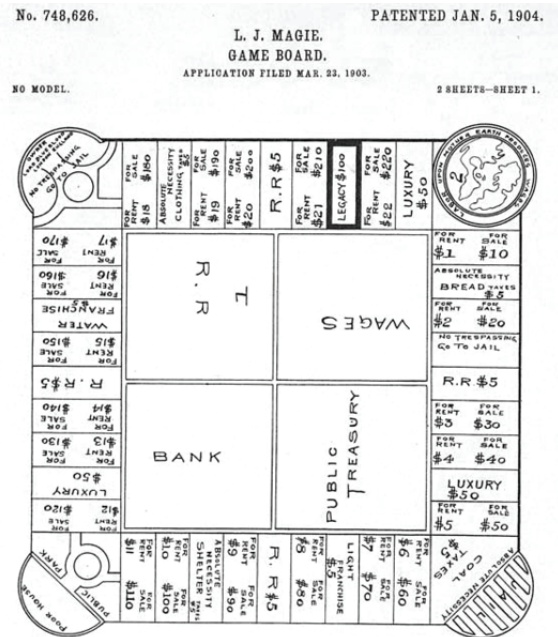 No. 748,626.
PATENTED JAN. 5, 1904.
L. J. MAGIE.
GAME BOARD.
APPLICATION FILED MAR. 23, 1903.
NO MODEL.
2 SHEETS—SHEET 1.
NO TRESPASSING
GO TO JAIL
FOR RENT $18
FOR SALE $180
ABSOLUTE NECESSITY
CLOTHING TAXES $5
FOR RENT $19
FOR SALE $190
FOR RENT $20
FOR SALE $200
R.R $5
FOR RENT $21
FOR SALE $210
LEGACY $100
FOR RENT $22
FOR SALE $220
LUXURY $50
LABOR UPON MOTHER EARTH PRODUCES WAGES
FOR RENT $1
FOR SALE $10
ABSOLUTE NECESSITY
BREAD TAXES $5
FOR RENT $2
FOR SALE $20
NO TRESPASSING
GO TO JAIL
R.R. $5
FOR RENT $3
FOR SALE $30
FOR RENT $4
FOR SALE $40
LUXURY
$50
FOR RENT $5
FOR SALE $50
ABSOLUTE NECESSITY
COAL
TAXES
$5
FOR RENT $6
FOR SALE $60
FOR RENT $7
FOR SALE $70
LIGHT
FRANCHISE
$5
FOR RENT $8
FOR SALE $80
R. R $5
FOR RENT $9
FOR SALE $90
ABSOLUTE
NECESSITY
SHELTER TAXES $5
FOR RENT $10
FOR SALE $100
FOR RENT $11
FOR SALE $110
PUBLIC
PARK
POOR HOUSE
FOR RENT $12
FOR SALE $120
LUXURY
$50
FOR RENT $13
FOR SALE $130
FOR RENT $14
FOR SALE $140
R. R. $5
FOR RENT $15
FOR SALE $150
WATER
FRANCHISE
$5
FOR RENT $16
FOR SALE $160
FOR RENT $17
FOR SALE $170
R.R
WAGES
BANK
PUBLIC
TREASURY